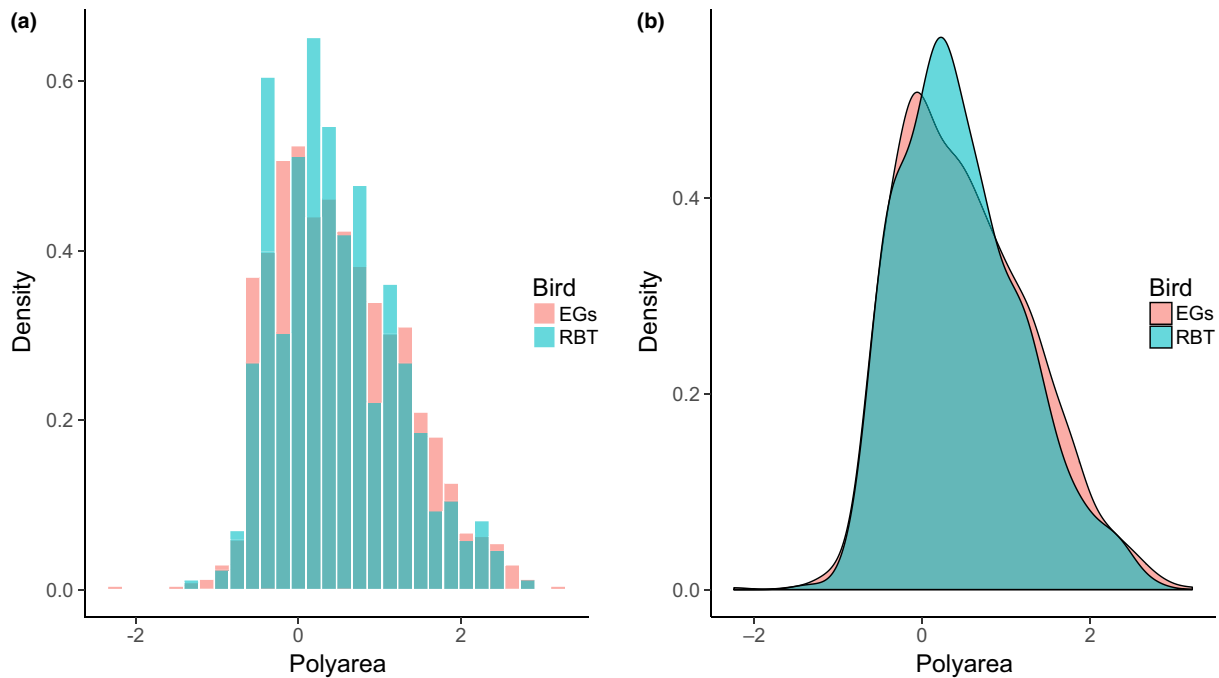 (a)
Density
0.6
0.4
0.2
0.0
-2
0
2
Polyarea
Bird
EGs
RBT
(b)
Density
0.4
0.2
0.0
−2
0
2
Polyarea
Bird
EGs
RBT